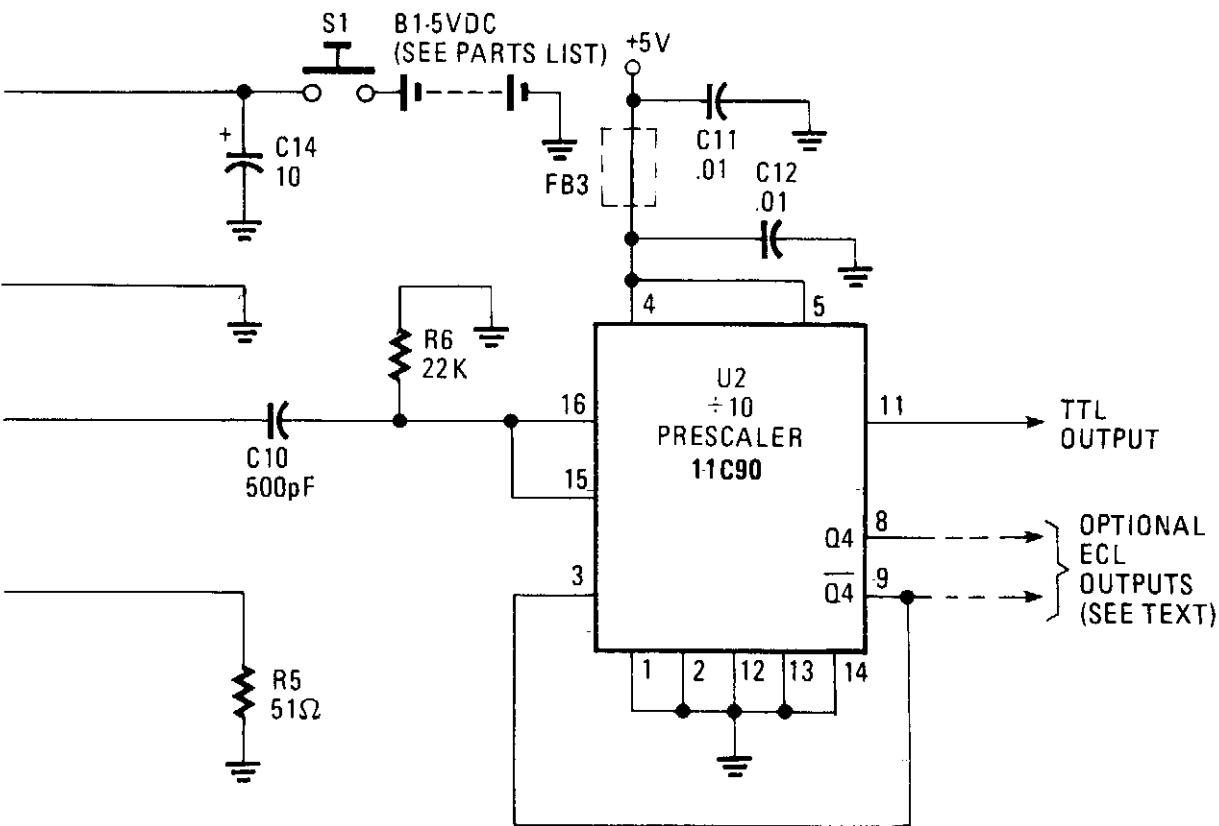 S1
B1-5VDC
(SEE PARTS LIST)
+5V
+
C14
10
C11
.01
FB3
C12
.01
4
5
R6
22K
U2
÷10
PRESCALER
11C90
16
15
3
11
TTL
OUTPUT
C10
500pF
Q4
8
Q4
9
OPTIONAL
ECL
OUTPUTS
(SEE TEXT)
1
2
12
13
14
R5
51Ω